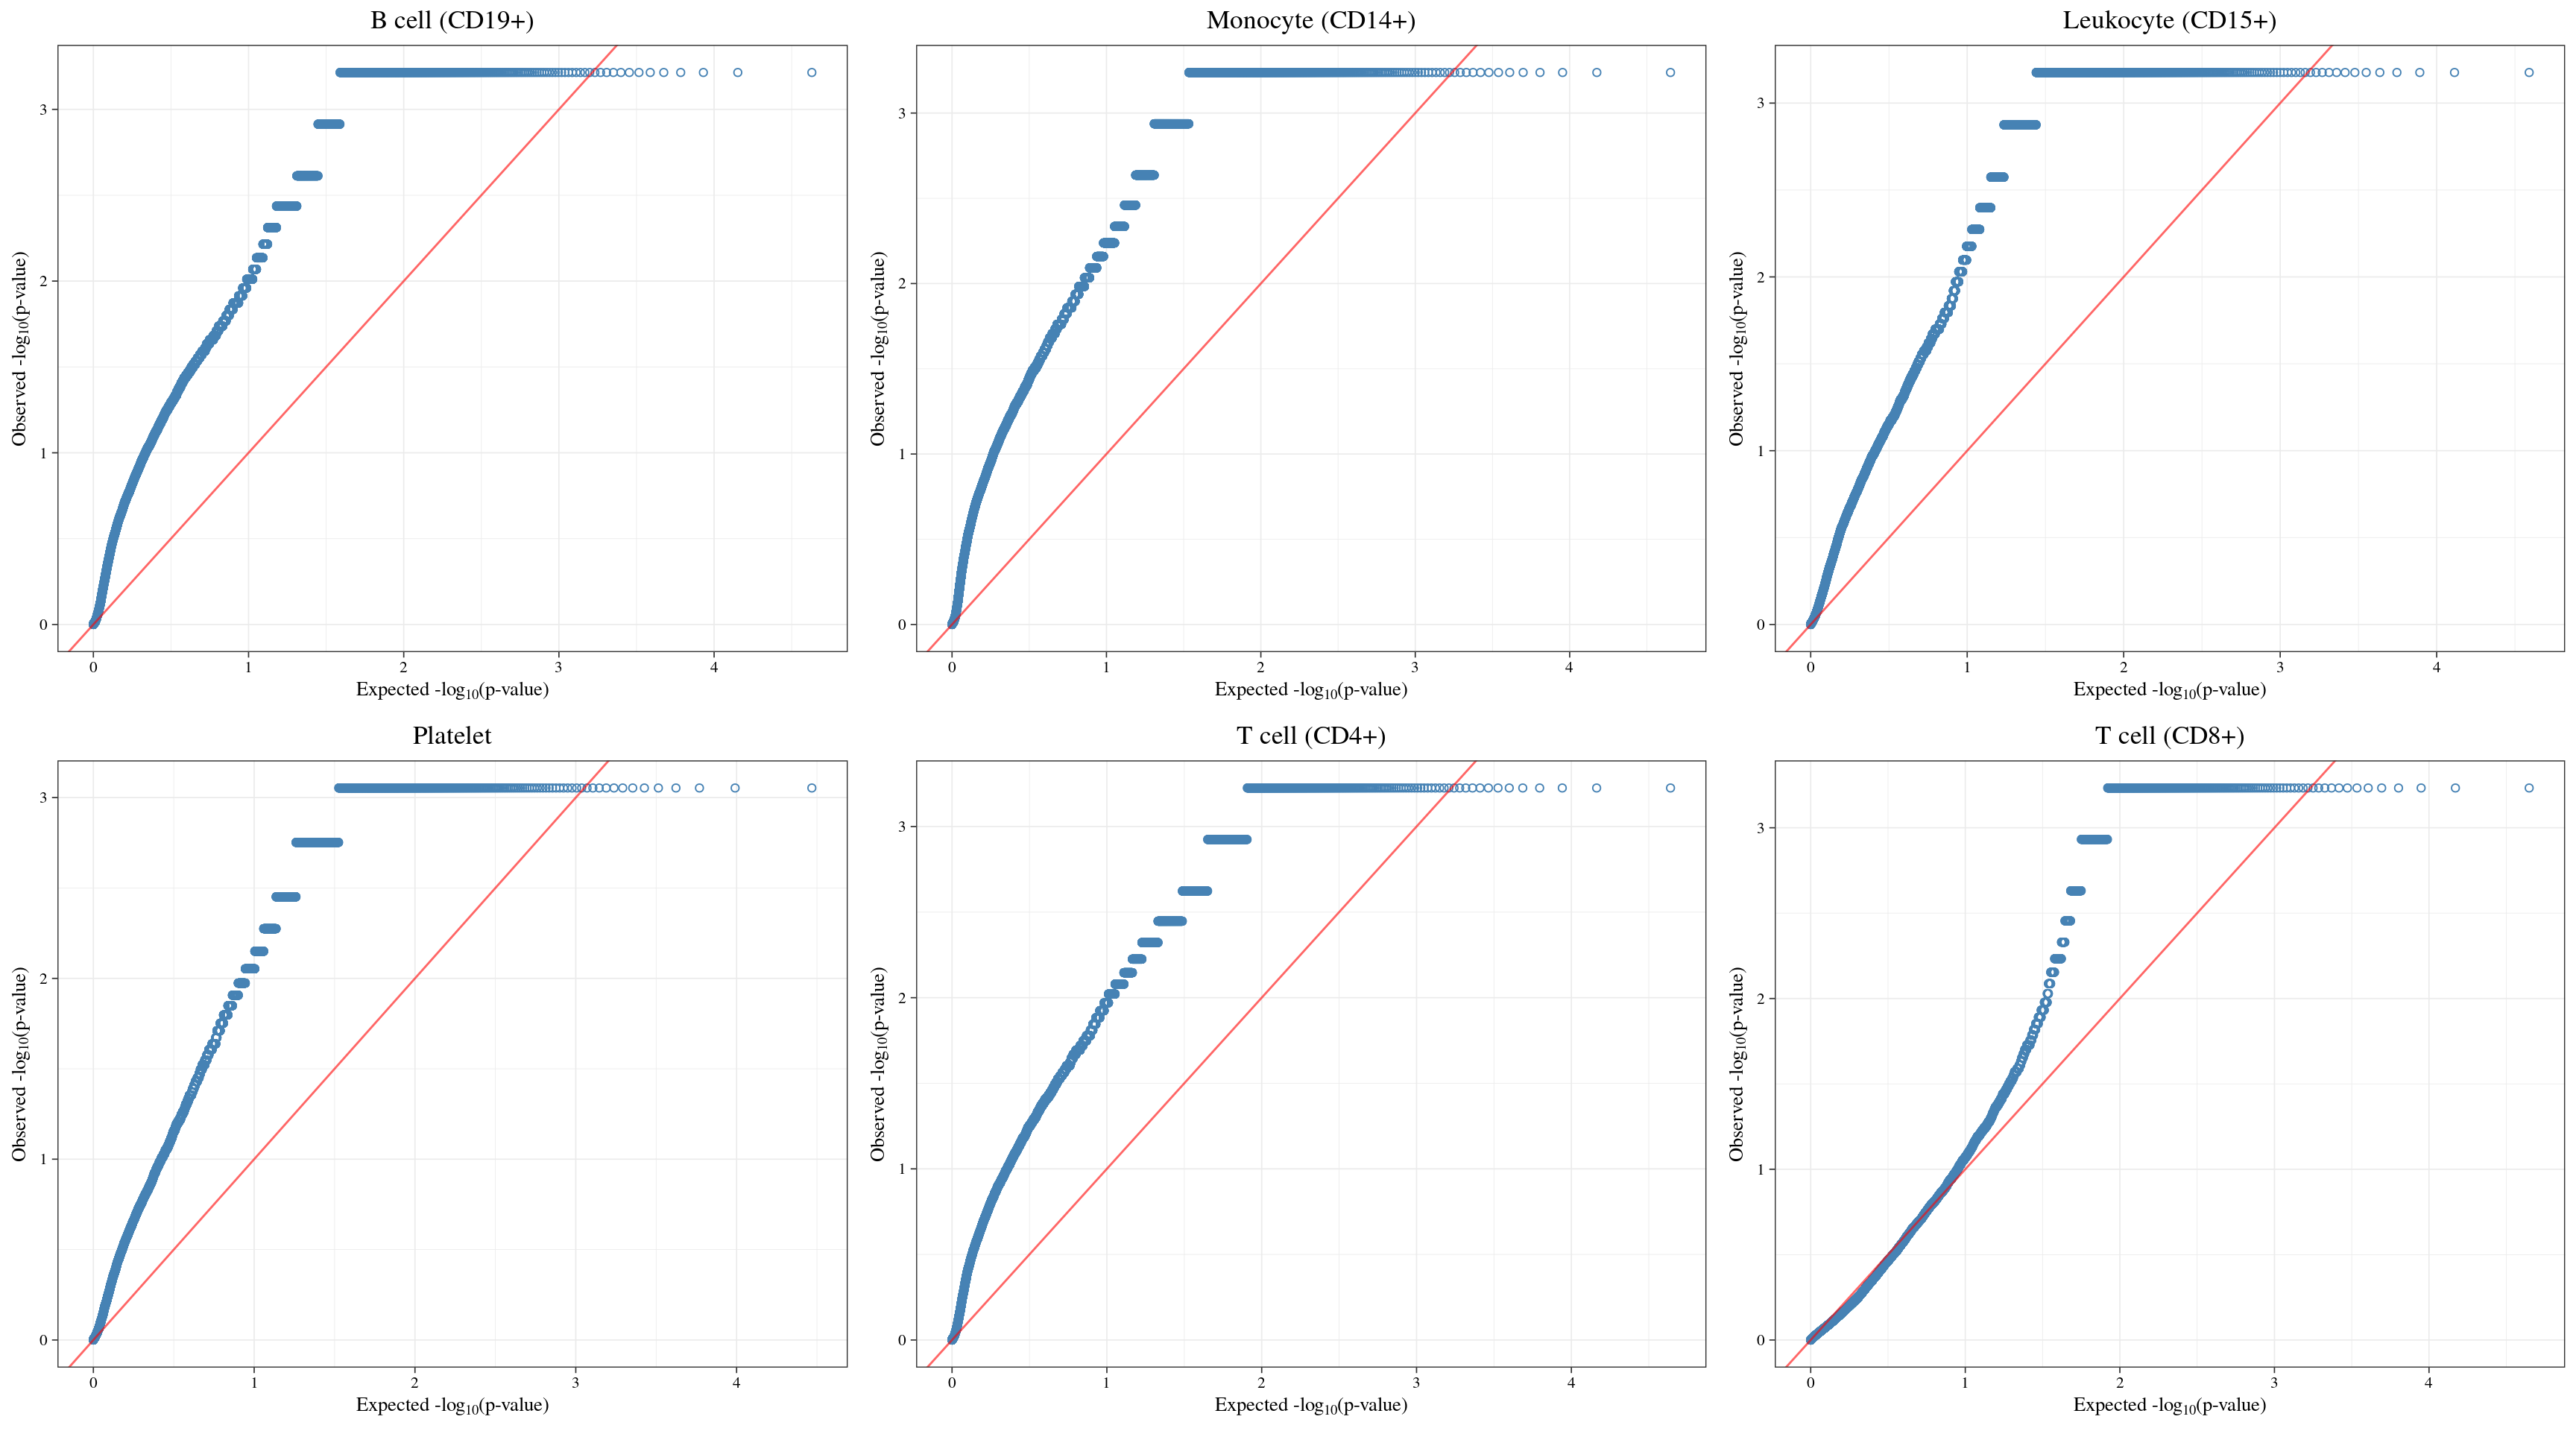 B cell (CD19+)
Monocyte (CD14+)
Leukocyte (CD15+)
Observed -log10(p-value)
3
2
1
0
0 1 2 3 4
Expected -log10(p-value)
Observed -log10(p-value)
3
2
1
0
0 1 2 3 4
Expected -log10(p-value)
Observed -log10(p-value)
3
2
1
0
0 1 2 3 4
Expected -log10(p-value)
Platelet
T cell (CD4+)
T cell (CD8+)
Observed -log10(p-value)
3
2
1
0
0 1 2 3 4
Expected -log10(p-value)
Observed -log10(p-value)
3
2
1
0
0 1 2 3 4
Expected -log10(p-value)
Observed -log10(p-value)
3
2
1
0
0 1 2 3 4
Expected -log10(p-value)